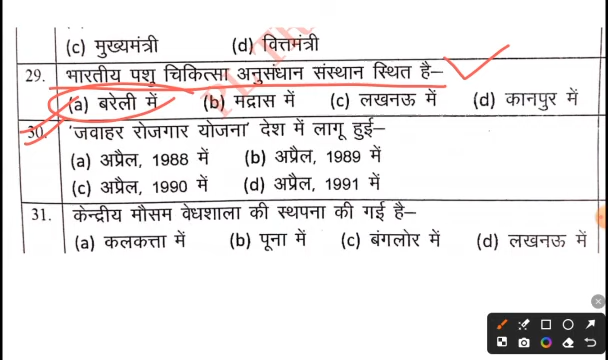 (c) मुख्यमंत्री (d) वित्तमंत्री
29. भारतीय पशु चिकित्सा अनुसंधान संस्थान स्थित है–
(a) बरेली में (b) मद्रास में (c) लखनऊ में (d) कानपुर में
30. 'जवाहर रोजगार योजना' देश में लागू हुई–
(a) अप्रैल, 1988 में (b) अप्रैल, 1989 में
(c) अप्रैल, 1990 में (d) अप्रैल, 1991 में
31. केन्द्रीय मौसम वेधशाला की स्थपना की गई है–
(a) कलकत्ता में (b) पूना में (c) बंगलोर में (d) लखनऊ में